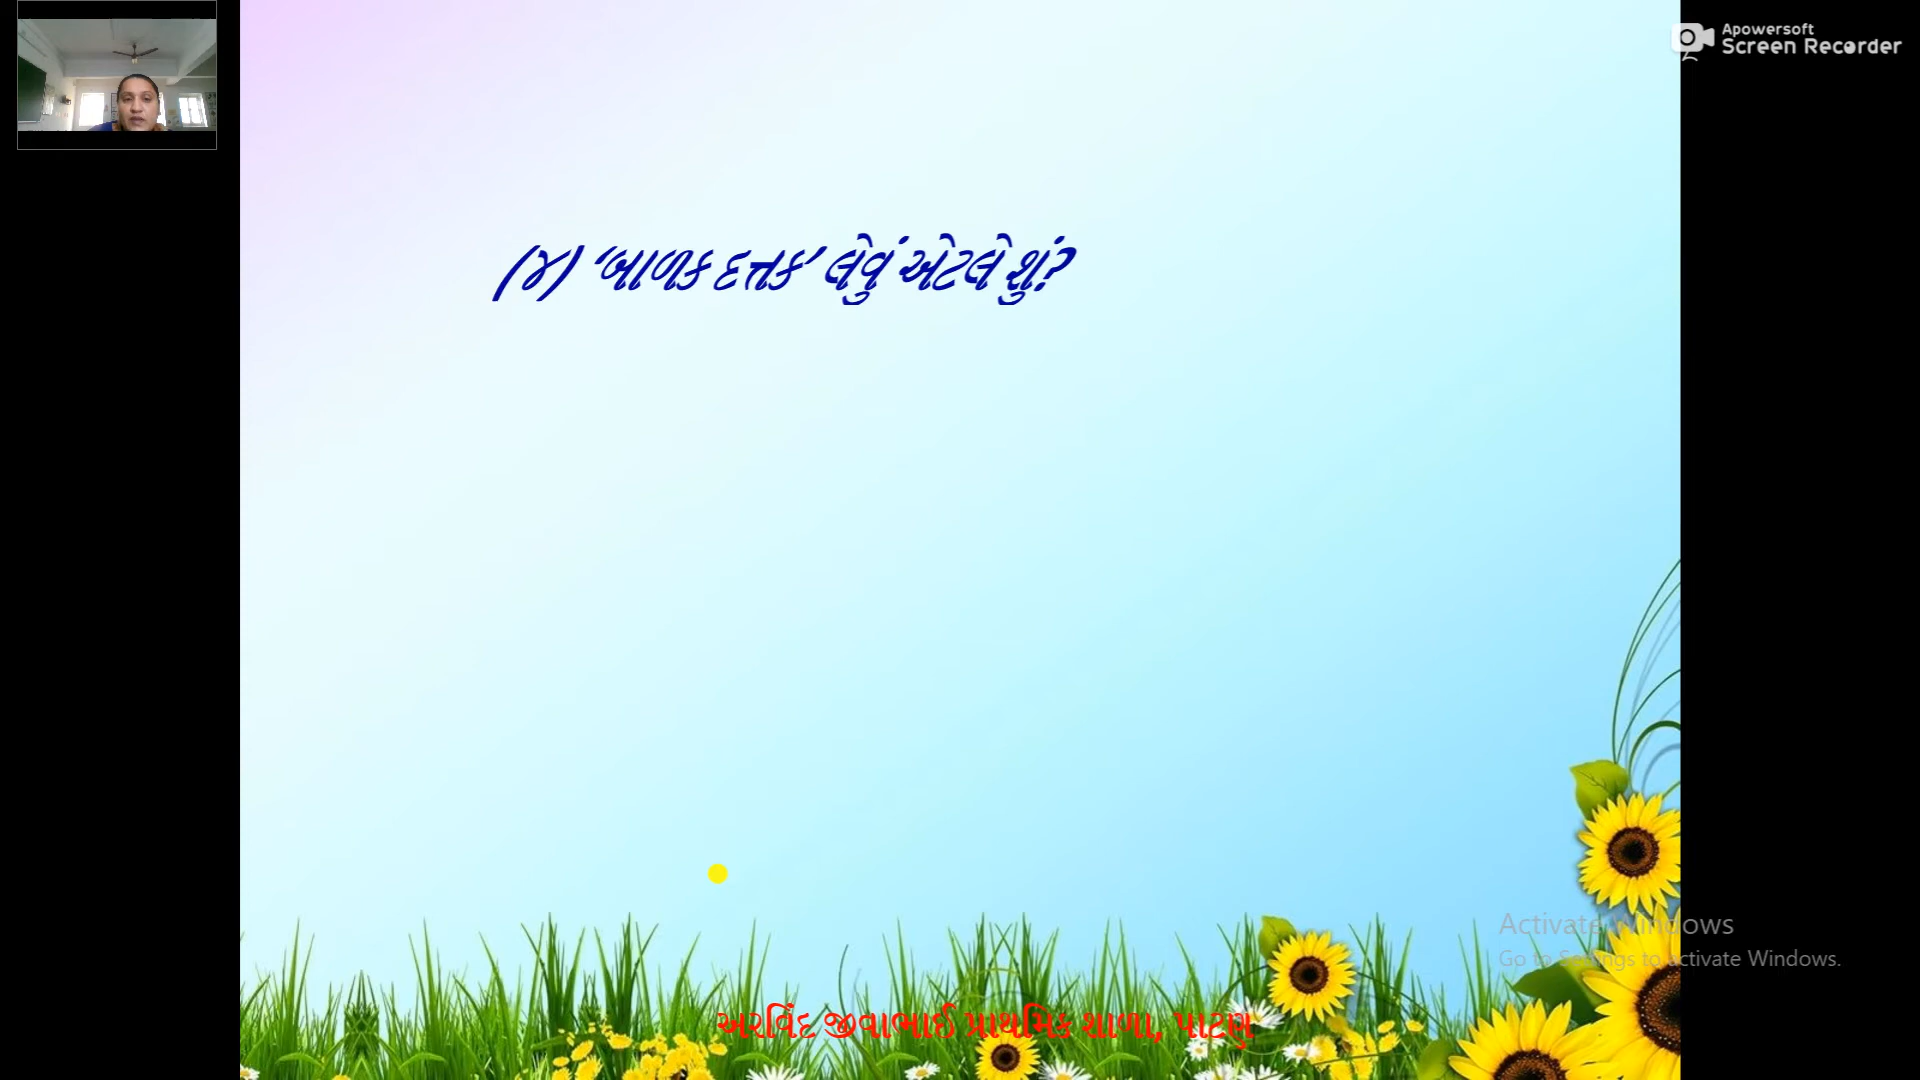 Apowersoft
Screen Recorder
(૪) ‘બાળક દત્તક’ લેવું એટલે શું?
Activate Windows
Go to Settings to activate Windows.
અરવિંદ જીવાભાઈ પ્રાથમિક શાળા, પાટણ